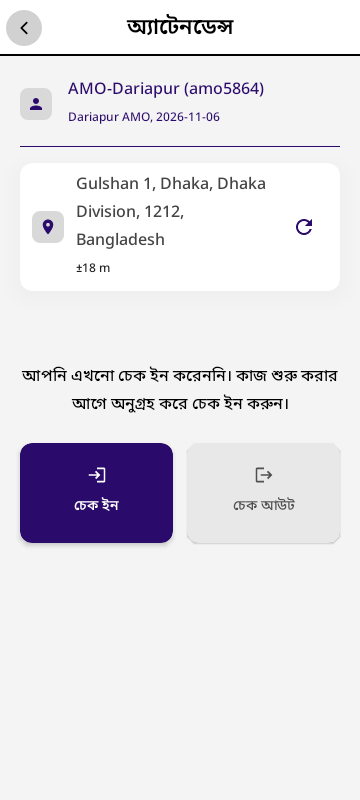 অ্যাটেনডেন্স
AMO-Dariapur (amo5864)
Dariapur AMO, 2026-11-06
Gulshan 1, Dhaka, Dhaka
Division, 1212,
Bangladesh
±18 m
আপনি এখনো চেক ইন করেননি। কাজ শুরু করার
আগে অনুগ্রহ করে চেক ইন করুন।
চেক ইন
চেক আউট